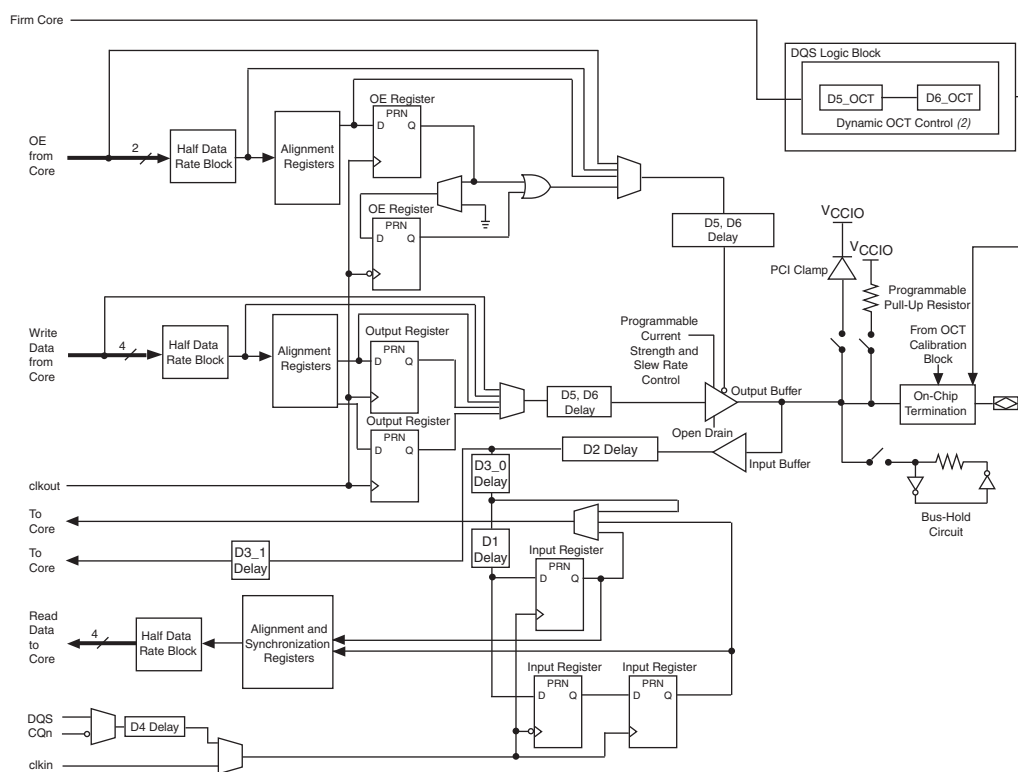 Firm Core
DQS Logic Block
D5_OCT
D6_OCT
Dynamic OCT Control (2)
OE
from
Core
2
Half Data
Rate Block
Alignment
Registers
OE Register
PRN
D
Q
OE Register
PRN
D
Q
D5, D6
Delay
VCCIO
VCCIO
PCI Clamp
Programmable
Pull-Up Resistor
From OCT
Calibration
Block
On-Chip
Termination
Write
Data
from
Core
4
Half Data
Rate Block
Alignment
Registers
Output Register
PRN
D
Q
Output Register
PRN
D
Q
clkout
D5, D6
Delay
Programmable
Current
Strength and
Slew Rate
Control
Output Buffer
Open Drain
Input Buffer
D2 Delay
D3_0
Delay
Bus-Hold
Circuit
To
Core
D1
Delay
To
Core
D3_1
Delay
Input Register
PRN
D
Q
Read
Data
to
Core
4
Half Data
Rate Block
Alignment and
Synchronization
Registers
Input Register
PRN
D
Q
Input Register
PRN
D
Q
DQS
CQn
D4 Delay
clkin